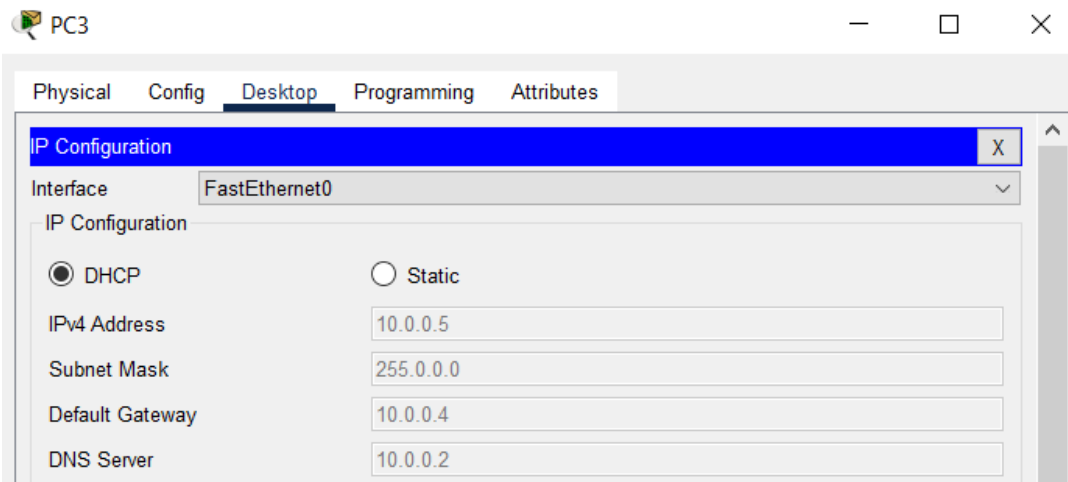 PC3
Physical Config Desktop Programming Attributes
IP Configuration X
Interface FastEthernet0
IP Configuration
DHCP Static
IPv4 Address 10.0.0.5
Subnet Mask 255.0.0.0
Default Gateway 10.0.0.4
DNS Server 10.0.0.2